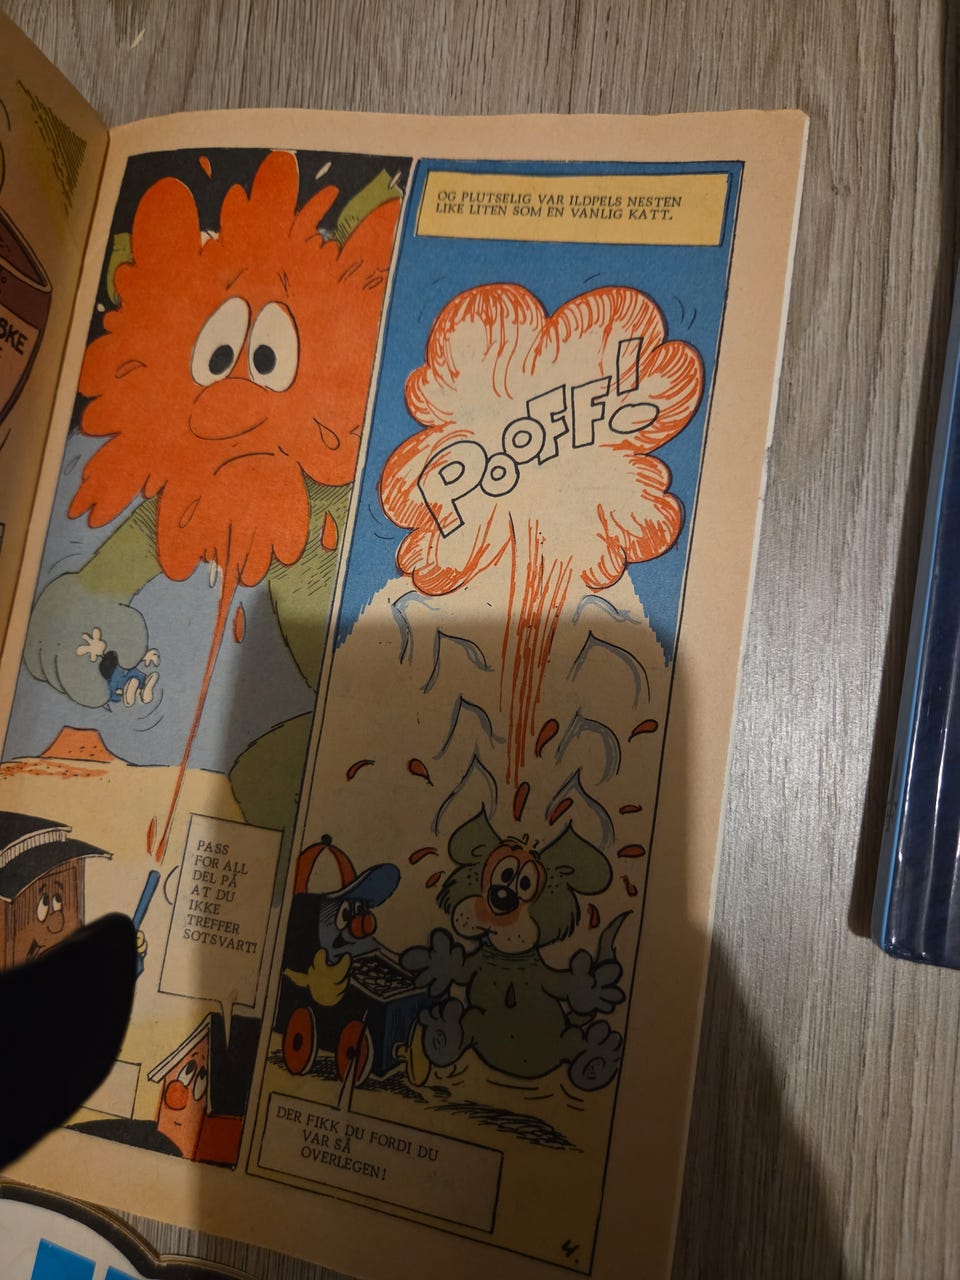 SKE
PASS
FOR ALL
DEL PÅ
AT DU
IKKE
TREFFER
SOTSVART!
OG PLUTSELIG VAR ILDPELS NESTEN
LIKE LITEN SOM EN VANLIG KATT.
POOFF!
DER FIKK DU FORDI DU
VAR SÅ
OVERLEGEN!
4.